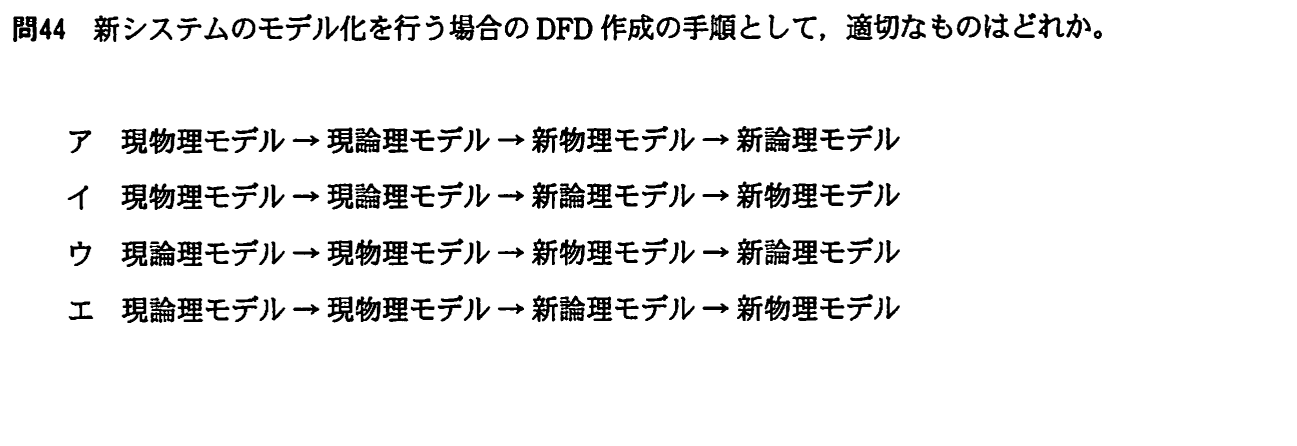 問44 新システムのモデル化を行う場合の DFD 作成の手順として，適切なものはどれか。
ア 現物理モデル → 現論理モデル → 新物理モデル → 新論理モデル
イ 現物理モデル → 現論理モデル → 新論理モデル → 新物理モデル
ウ 現論理モデル → 現物理モデル → 新物理モデル → 新論理モデル
エ 現論理モデル → 現物理モデル → 新論理モデル → 新物理モデル